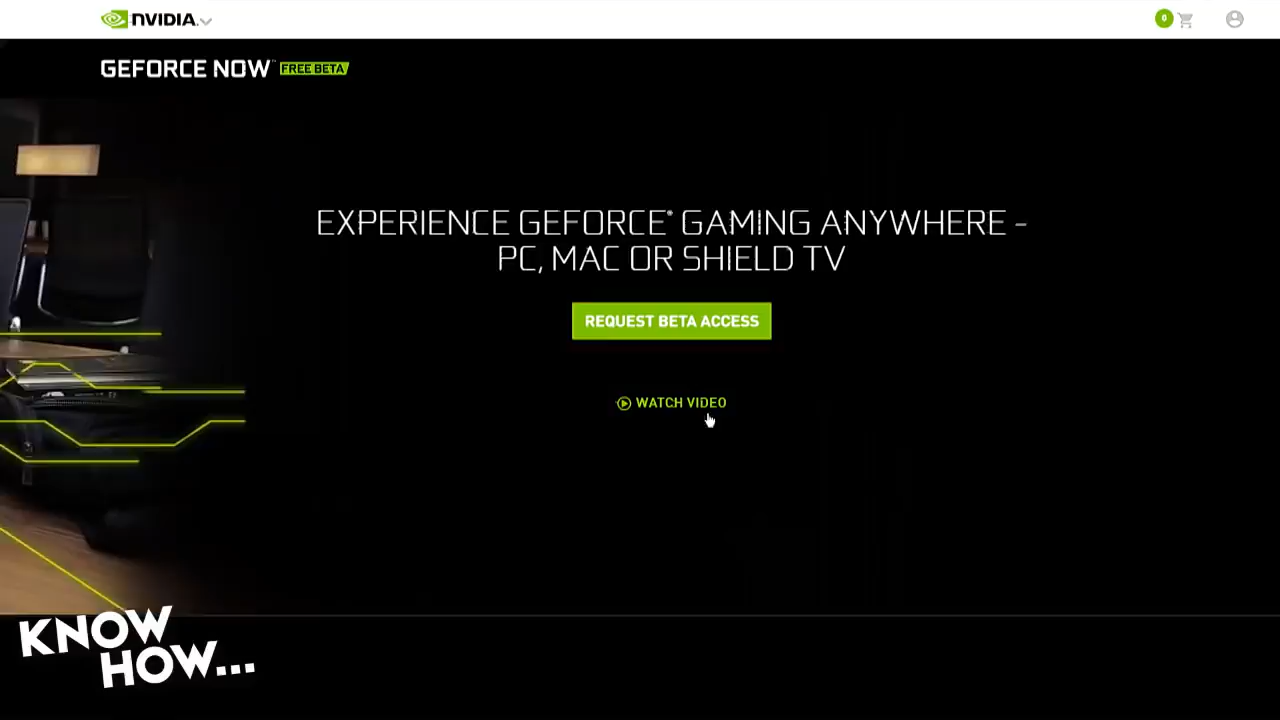 NVIDIA.
0
GEFORCE NOW™ FREE BETA
EXPERIENCE GEFORCE® GAMING ANYWHERE –
PC, MAC OR SHIELD TV
REQUEST BETA ACCESS
WATCH VIDEO
KNOW
HOW...